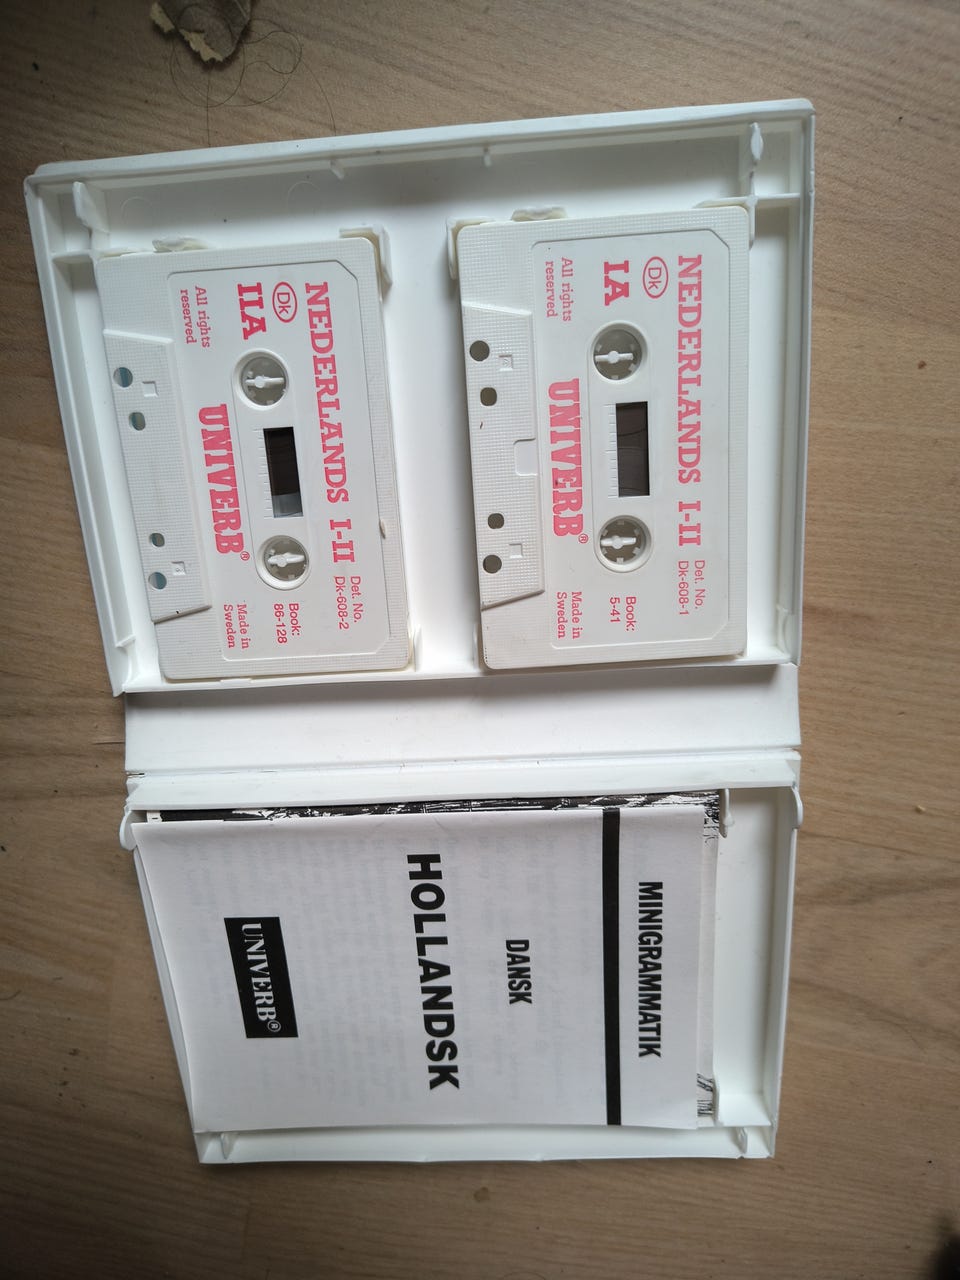 NEDERLANDS I-II
Dk
IA
Det. No.
Dk-608-1
Book:
5-41
All rights
reserved
UNIVERB®
Made in
Sweden
NEDERLANDS I-II
Dk
IIA
Det. No.
Dk-608-2
Book:
86-128
All rights
reserved
UNIVERB®
Made in
Sweden
MINIGRAMMATIK
DANSK
HOLLANDSK
UNIVERB®